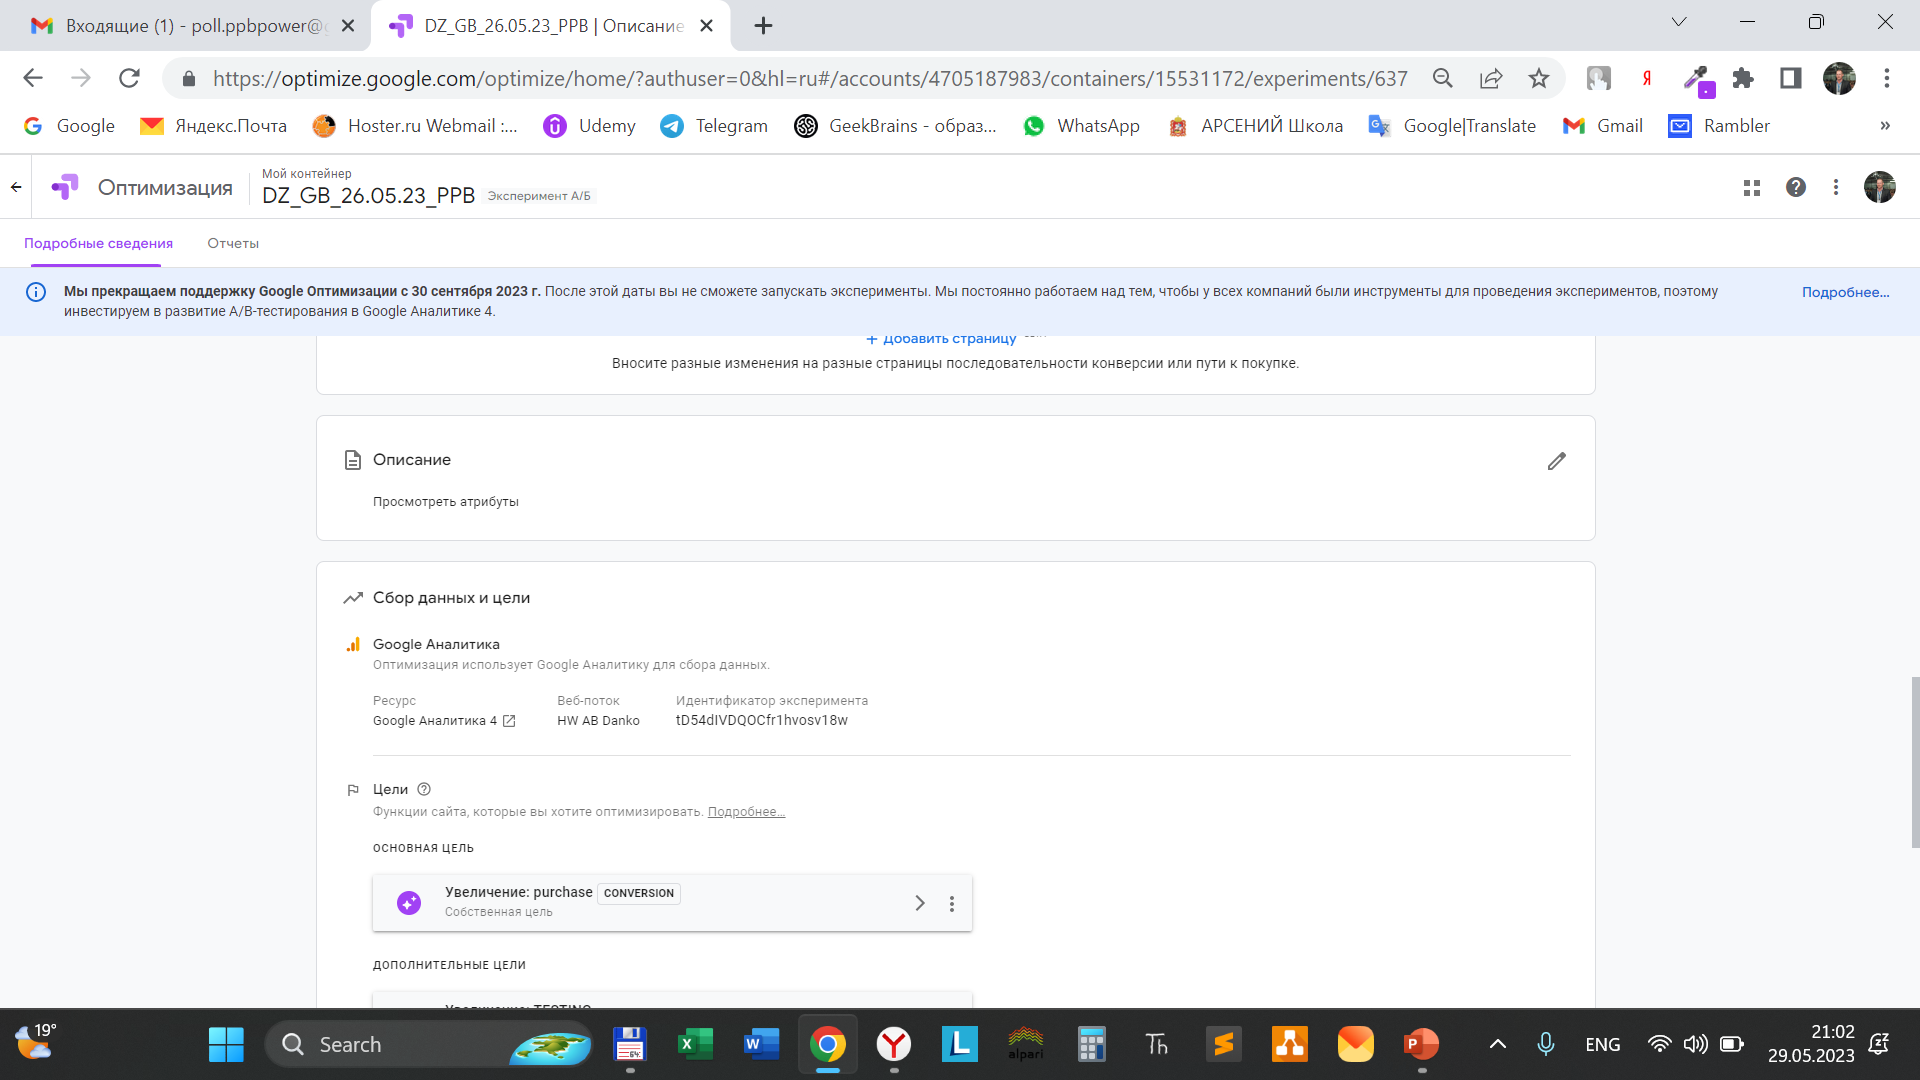 Входящие (1) - poll.ppbpower@g
DZ_GB_26.05.23_PPB | Описание
https://optimize.google.com/optimize/home/?authuser=0&hl=ru#/accounts/4705187983/containers/15531172/experiments/637
Google
Яндекс.Почта
Hoster.ru Webmail :...
Udemy
Telegram
GeekBrains - образ...
WhatsApp
АРСЕНИЙ Школа
Google|Translate
Gmail
Rambler
»
Оптимизация
Мой контейнер
DZ_GB_26.05.23_PPB Эксперимент А/Б
Подробные сведения
Отчеты
Мы прекращаем поддержку Google Оптимизации с 30 сентября 2023 г. После этой даты вы не сможете запускать эксперименты. Мы постоянно работаем над тем, чтобы у всех компаний были инструменты для проведения экспериментов, поэтому
инвестируем в развитие A/B-тестирования в Google Аналитике 4.
Подробнее...
+ Добавить страницу
Вносите разные изменения на разные страницы последовательности конверсии или пути к покупке.
Описание
Просмотреть атрибуты
Сбор данных и цели
Google Аналитика
Оптимизация использует Google Аналитику для сбора данных.
Ресурс
Веб-поток
Идентификатор эксперимента
Google Аналитика 4
HW AB Danko
tD54dIVDQOCfr1hvosv18w
Цели
Функции сайта, которые вы хотите оптимизировать. Подробнее...
ОСНОВНАЯ ЦЕЛЬ
Увеличение: purchase CONVERSION
Собственная цель
ДОПОЛНИТЕЛЬНЫЕ ЦЕЛИ
Увеличение: TESTING
19°
Search
alpari
ENG
21:02
29.05.2023